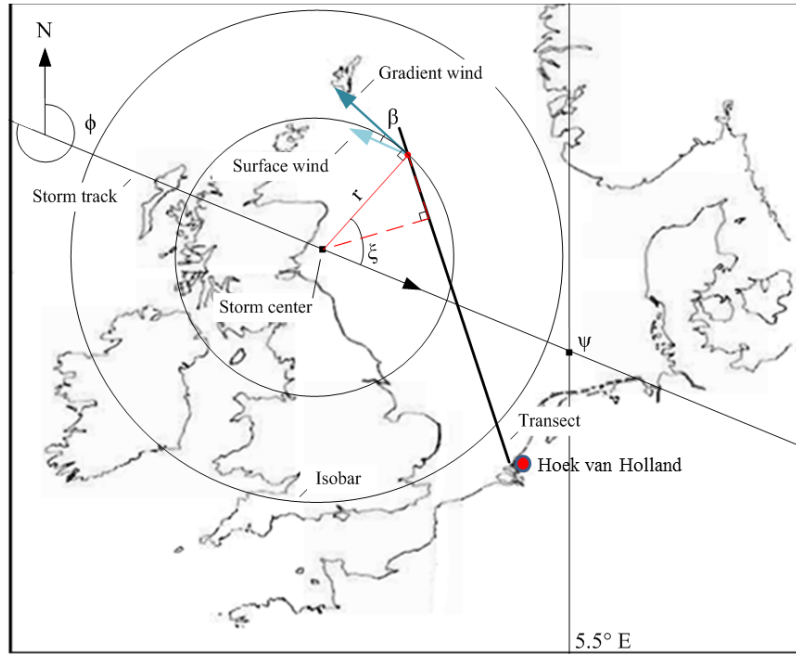 N
Gradient wind
ϕ
β
Surface wind
Storm track
r
ξ
Storm center
ψ
Transect
Hoek van Holland
Isobar
5.5° E